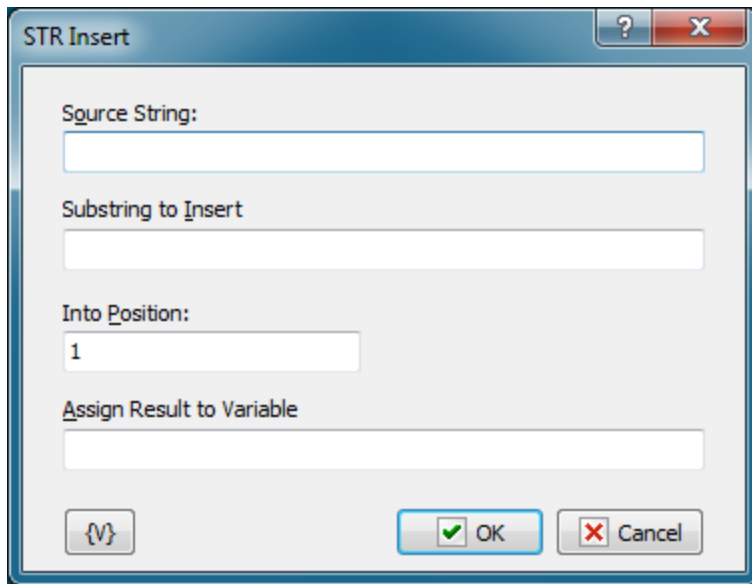 STR Insert
?
Source String:
Substring to Insert
Into Position:
1
Assign Result to Variable
{V}
OK
Cancel